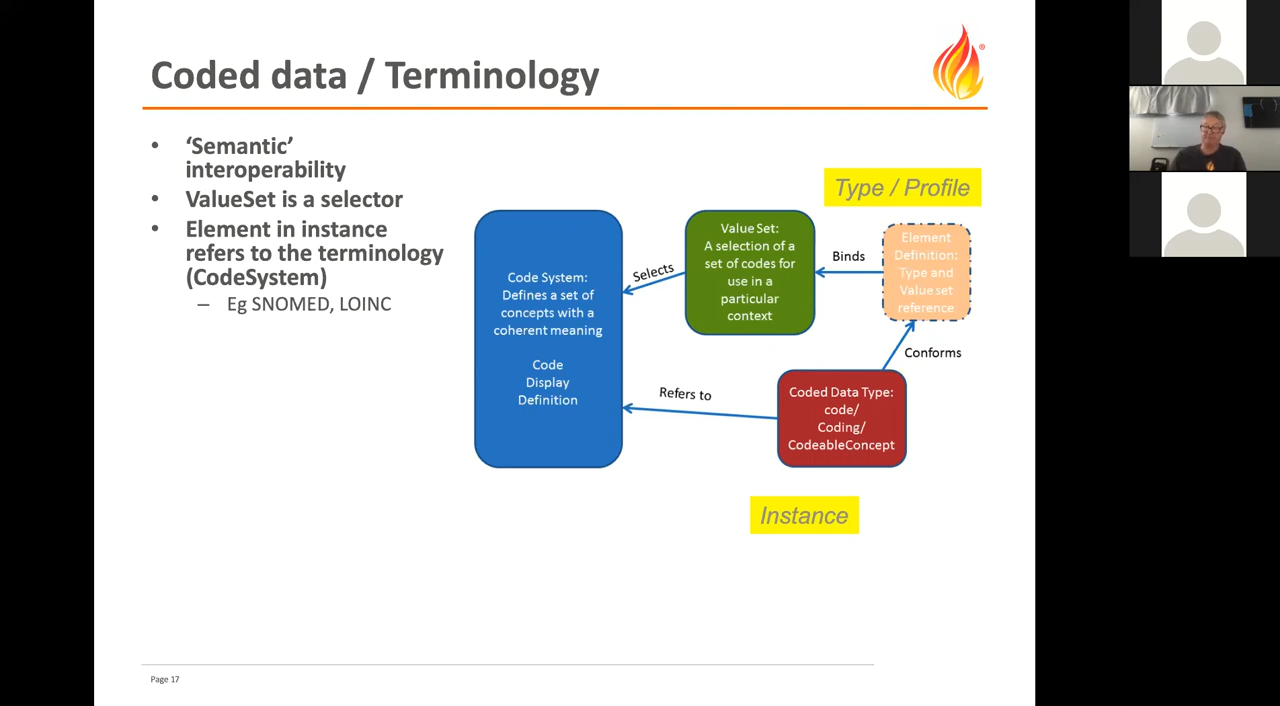 Coded data / Terminology
®
• ‘Semantic’
interoperability
• ValueSet is a selector
• Element in instance
refers to the terminology
(CodeSystem)
– Eg SNOMED, LOINC
Type / Profile
Code System:
Defines a set of
concepts with a
coherent meaning
Code
Display
Definition
Selects
Value Set:
A selection of a
set of codes for
use in a
particular
context
Binds
Element
Definition:
Type and
Value set
reference
Conforms
Refers to
Coded Data Type:
code/
Coding/
CodeableConcept
Instance
Page 17